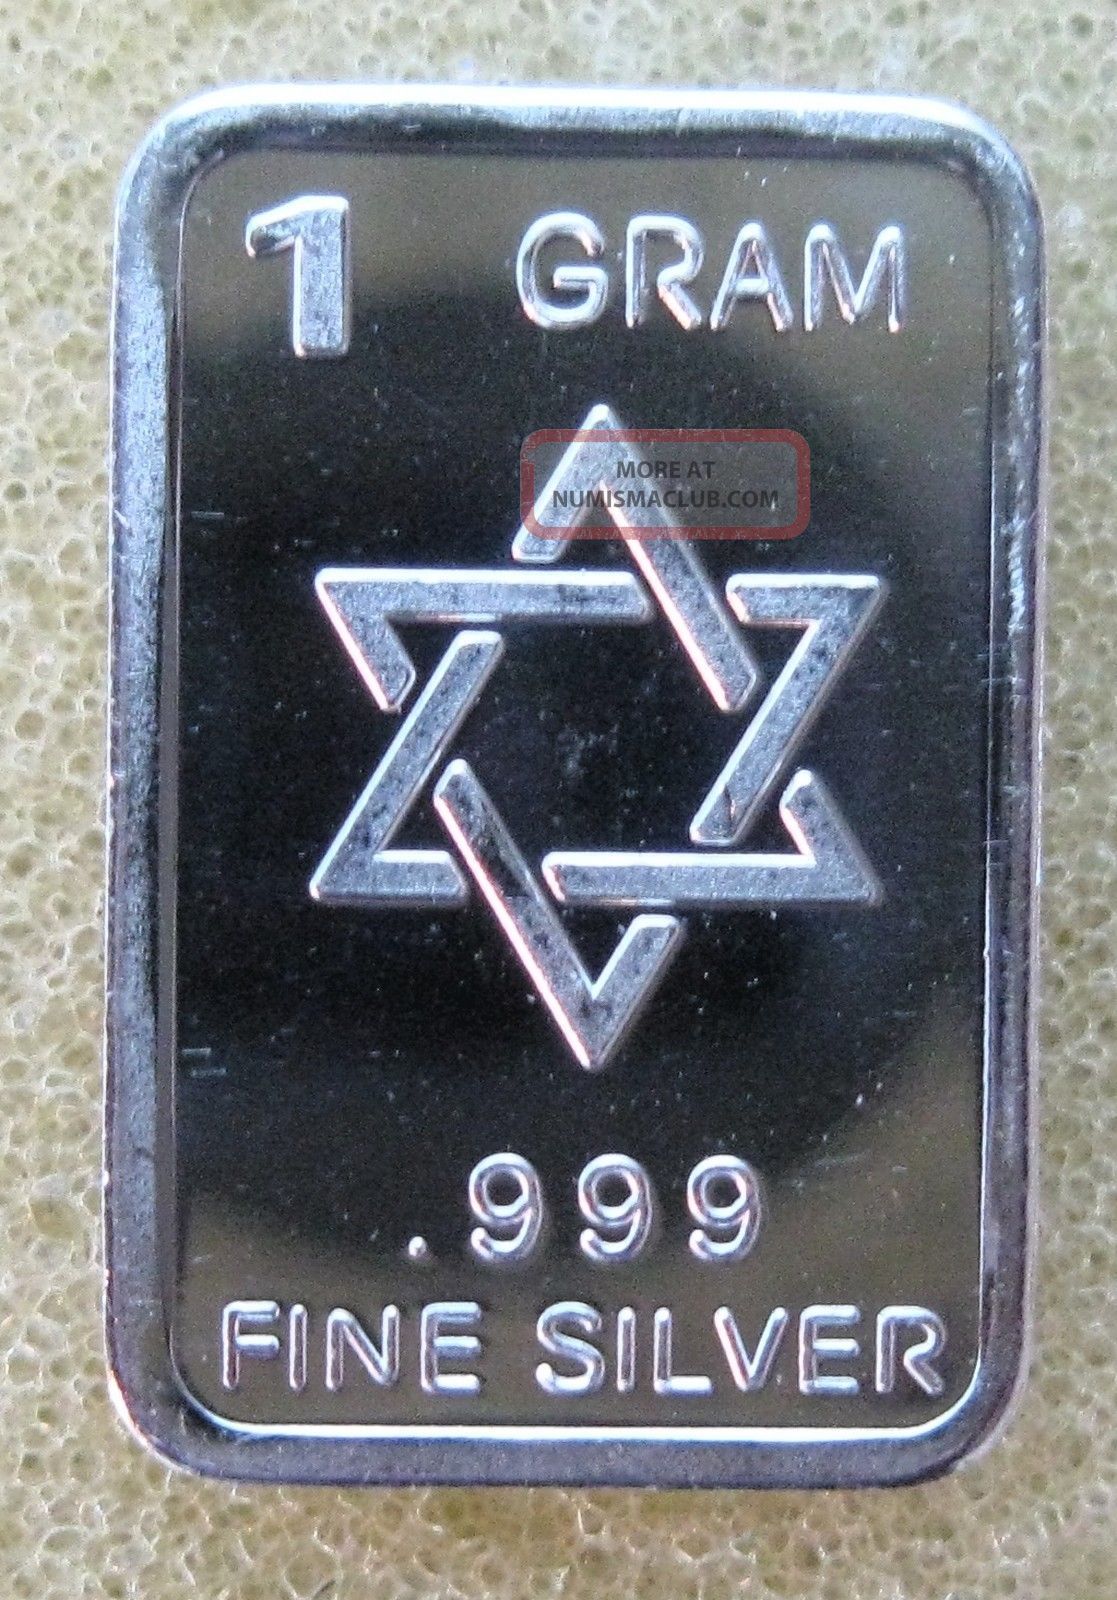 1 GRAM
MORE AT
NUMISMACLUB.COM
.999
FINE SILVER